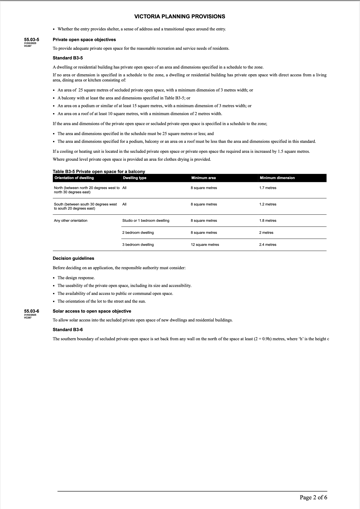 VICTORIA PLANNING PROVISIONS
• Whether the entry provides shelter, a sense of address and a transitional space around the entry.
55.03-5 Private open space objectives
To provide adequate private open space for the reasonable recreation and service needs of residents.
Standard B3-5
A dwelling or residential building has private open space of an area and dimensions specified in a schedule to the zone.
If no area or dimension is specified in a schedule to the zone, a dwelling or residential building has private open space with direct access from a living
area, dining area or kitchen consisting of:
• An area of 25 square metres of secluded private open space, with a minimum dimension of 3 metres width; or
• A balcony with at least the area and dimensions specified in Table B3-5; or
• An area on a podium or similar of at least 15 square metres, with a minimum dimension of 3 metres width; or
• An area on a roof of at least 10 square metres, with a minimum dimension of 2 metres width.
If the area and dimensions of the private open space or secluded private open space is specified in a schedule to the zone;
• The area and dimensions specified in the schedule must be 25 square metres or less; and
• The area and dimensions specified for a podium, balcony or an area on a roof must be less than the area and dimensions specified in this standard.
If a cooling or heating unit is located in the secluded private open space or private open space the required area is increased by 1.5 square metres.
Where ground level private open space is provided an area for clothes drying is provided.
Table B3-5 Private open space for a balcony
Orientation of dwelling Dwelling type Minimum area Minimum dimension
North (between north 20 degrees west to All 8 square metres 1.7 metres
north 30 degrees east)
South (between south 30 degrees west All 8 square metres 1.2 metres
to south 30 degrees east)
Any other orientation Studio or 1 bedroom dwelling 8 square metres 1.8 metres
2 bedroom dwelling 8 square metres 2 metres
3 bedroom dwelling 12 square metres 2.4 metres
Decision guidelines
Before deciding on an application, the responsible authority must consider:
• The design response.
• The useability of the private open space, including its size and accessibility.
• The availability of and access to public or communal open space.
• The orientation of the lot to the street and the sun.
55.03-6 Solar access to open space objective
To allow solar access into the secluded private open space of new dwellings and residential buildings.
Standard B3-6
The southern boundary of secluded private open space is set back from any wall on the north of the space at least (2 + 0.9h) metres, where 'h' is the height o
Page 2 of 6